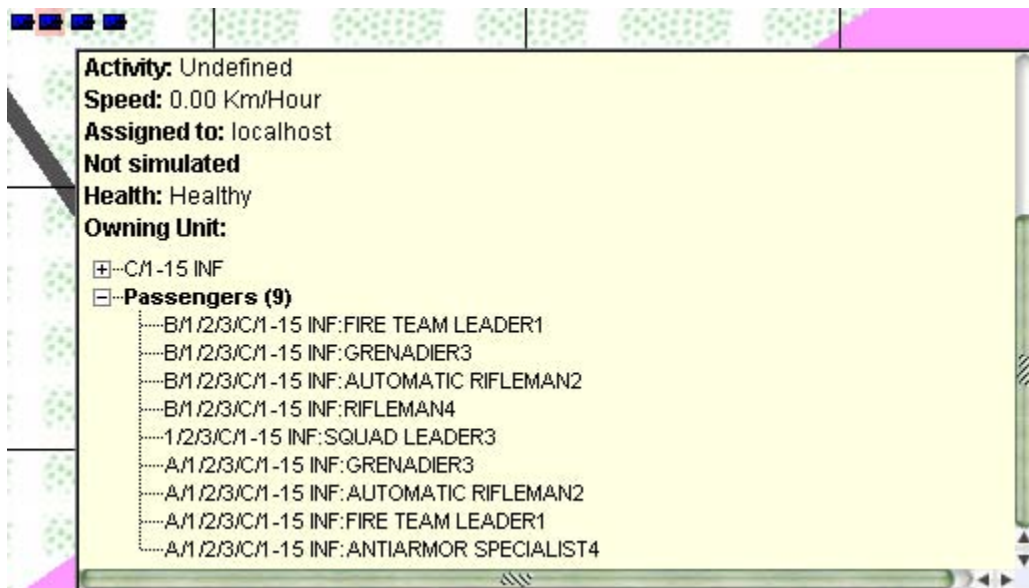 Activity: Undefined
Speed: 0.00 Km/Hour
Assigned to: localhost
Not simulated
Health: Healthy
Owning Unit:
C/1-15 INF
Passengers (9)
B/1/2/3/C/1-15 INF:FIRE TEAM LEADER1
B/1/2/3/C/1-15 INF:GRENADIER3
B/1/2/3/C/1-15 INF:AUTOMATIC RIFLEMAN2
B/1/2/3/C/1-15 INF:RIFLEMAN4
1/2/3/C/1-15 INF:SQUAD LEADER3
A/1/2/3/C/1-15 INF:GRENADIER3
A/1/2/3/C/1-15 INF:AUTOMATIC RIFLEMAN2
A/1/2/3/C/1-15 INF:FIRE TEAM LEADER1
A/1/2/3/C/1-15 INF:ANTIARMOR SPECIALIST4